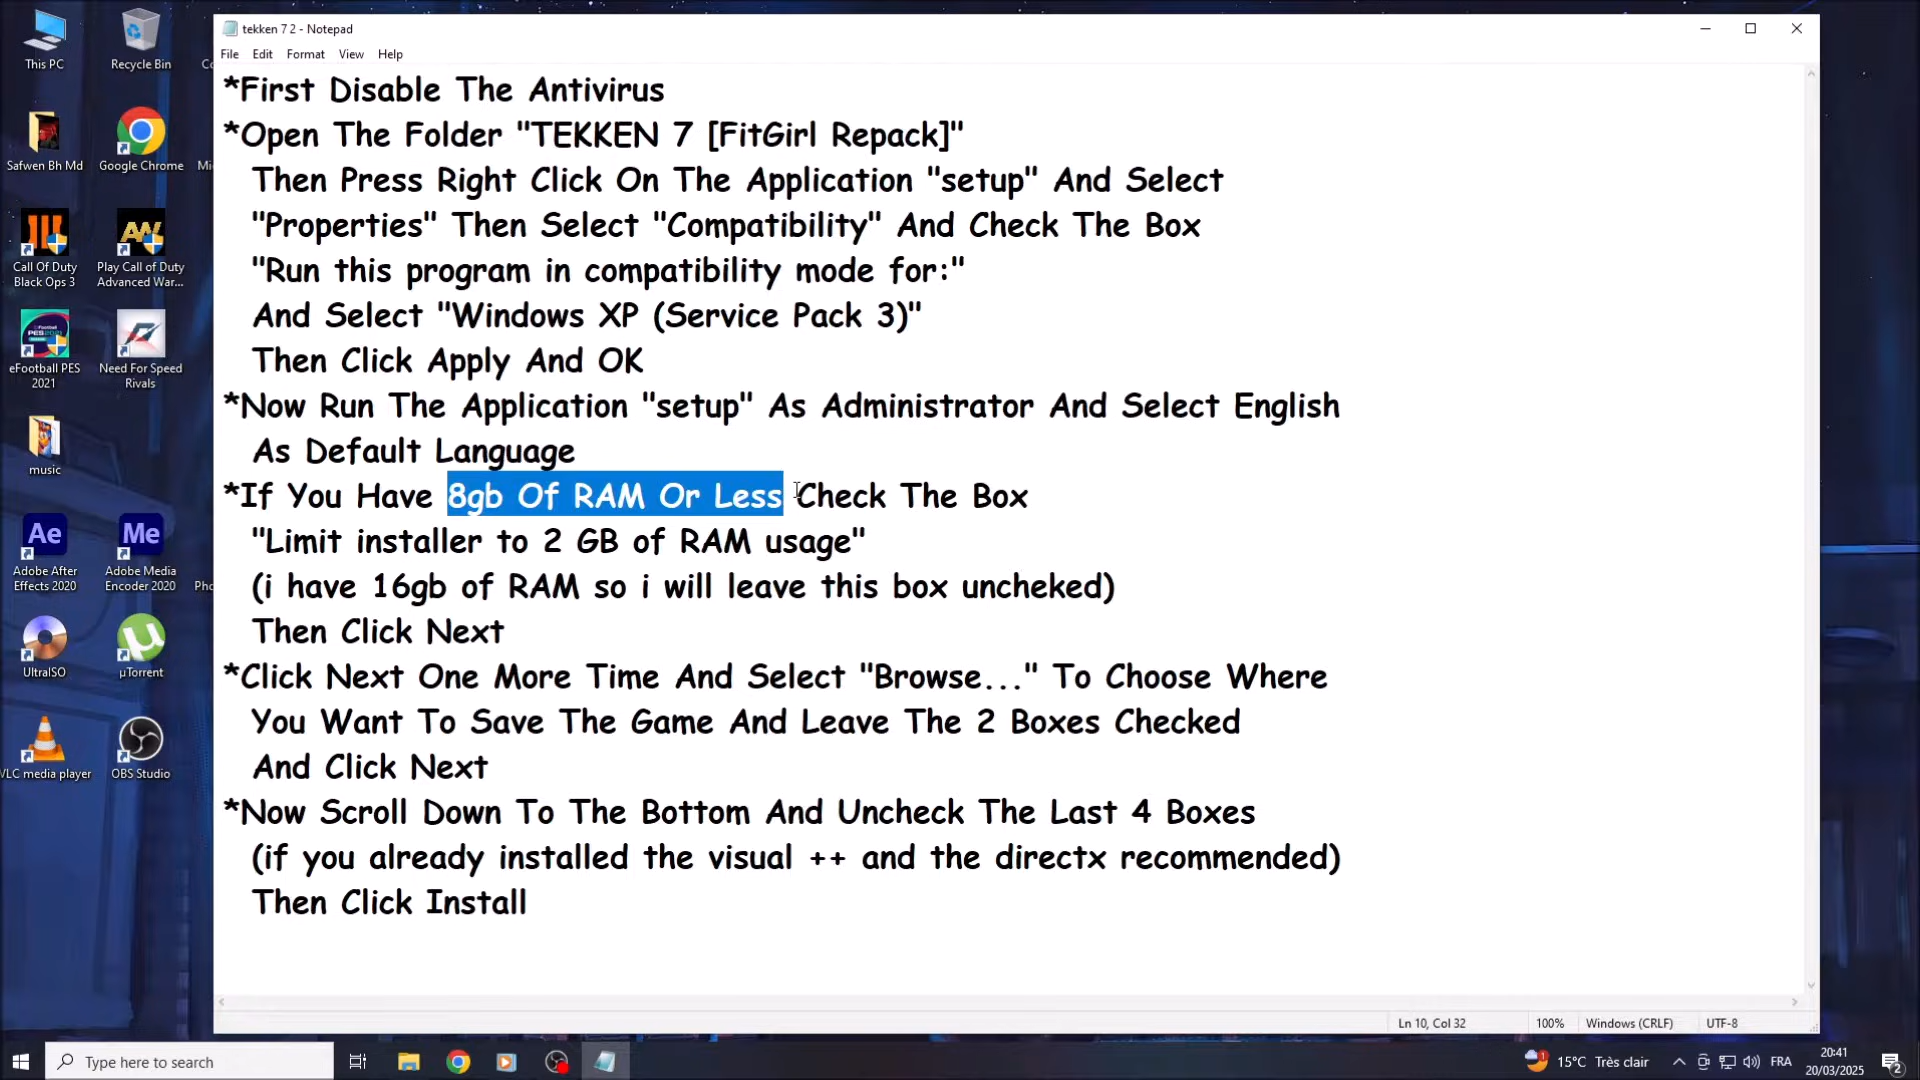 tekken 7 2 - Notepad
File Edit Format View Help
*First Disable The Antivirus
*Open The Folder "TEKKEN 7 [FitGirl Repack]"
Then Press Right Click On The Application "setup" And Select
"Properties" Then Select "Compatibility" And Check The Box
"Run this program in compatibility mode for:"
And Select "Windows XP (Service Pack 3)"
Then Click Apply And OK
*Now Run The Application "setup" As Administrator And Select English
As Default Language
*If You Have 8gb Of RAM Or Less Check The Box
"Limit installer to 2 GB of RAM usage"
(i have 16gb of RAM so i will leave this box uncheked)
Then Click Next
*Click Next One More Time And Select "Browse..." To Choose Where
You Want To Save The Game And Leave The 2 Boxes Checked
And Click Next
*Now Scroll Down To The Bottom And Uncheck The Last 4 Boxes
(if you already installed the visual ++ and the directx recommended)
Then Click Install
Ln 10, Col 32 100% Windows (CRLF) UTF-8
This PC
Recycle Bin
Safwen Bh Md
Google Chrome
Call Of Duty
Black Ops 3
Play Call of Duty
Advanced War...
eFootball PES
2021
Need For Speed
Rivals
music
Ae
Adobe After
Effects 2020
Me
Adobe Media
Encoder 2020
UltraISO
µTorrent
VLC media player
OBS Studio
Type here to search
15°C Très clair
FRA
20:41
20/03/2025
2